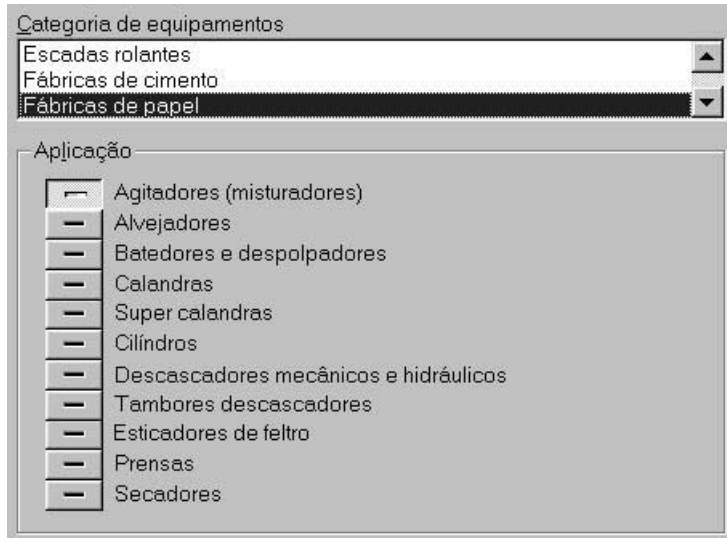 Categoria de equipamentos
Escadas rolantes
Fábricas de cimento
Fábricas de papel
Aplicação
Agitadores (misturadores)
Alvejadores
Batedores e despolpadores
Calandras
Super calandras
Cilíndros
Descascadores mecânicos e hidráulicos
Tambores descascadores
Esticadores de feltro
Prensas
Secadores